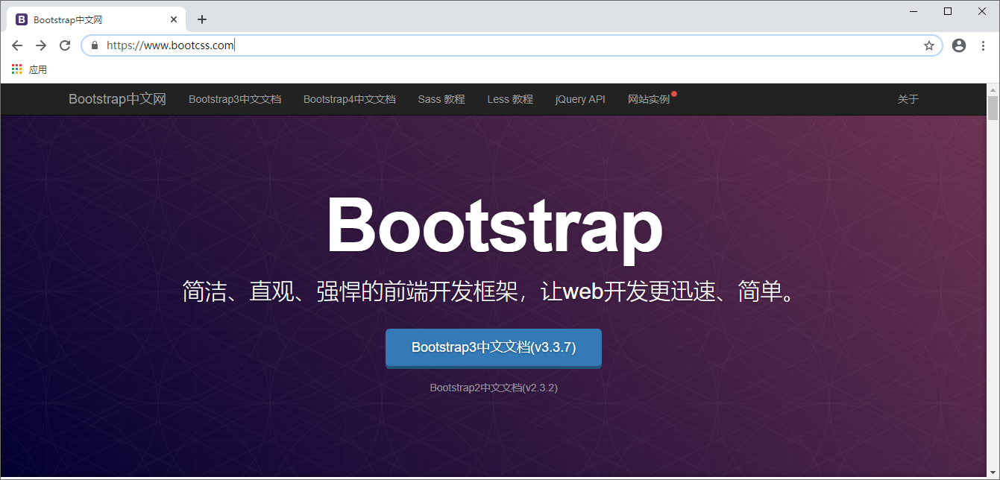 B Bootstrap中文网
https://www.bootcss.com
应用
Bootstrap中文网 Bootstrap3中文文档 Bootstrap4中文文档 Sass 教程 Less 教程 jQuery API 网站实例 关于
Bootstrap
简洁、直观、强悍的前端开发框架，让web开发更迅速、简单。
Bootstrap3中文文档(v3.3.7)
Bootstrap2中文文档(v2.3.2)